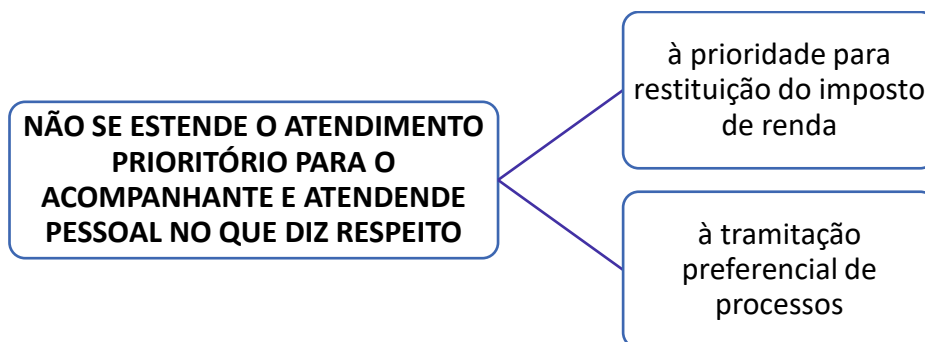 NÃO SE ESTENDE O ATENDIMENTO
PRIORITÓRIO PARA O
ACOMPANHANTE E ATENDENDE
PESSOAL NO QUE DIZ RESPEITO
à prioridade para
restituição do imposto
de renda
à tramitação
preferencial de
processos